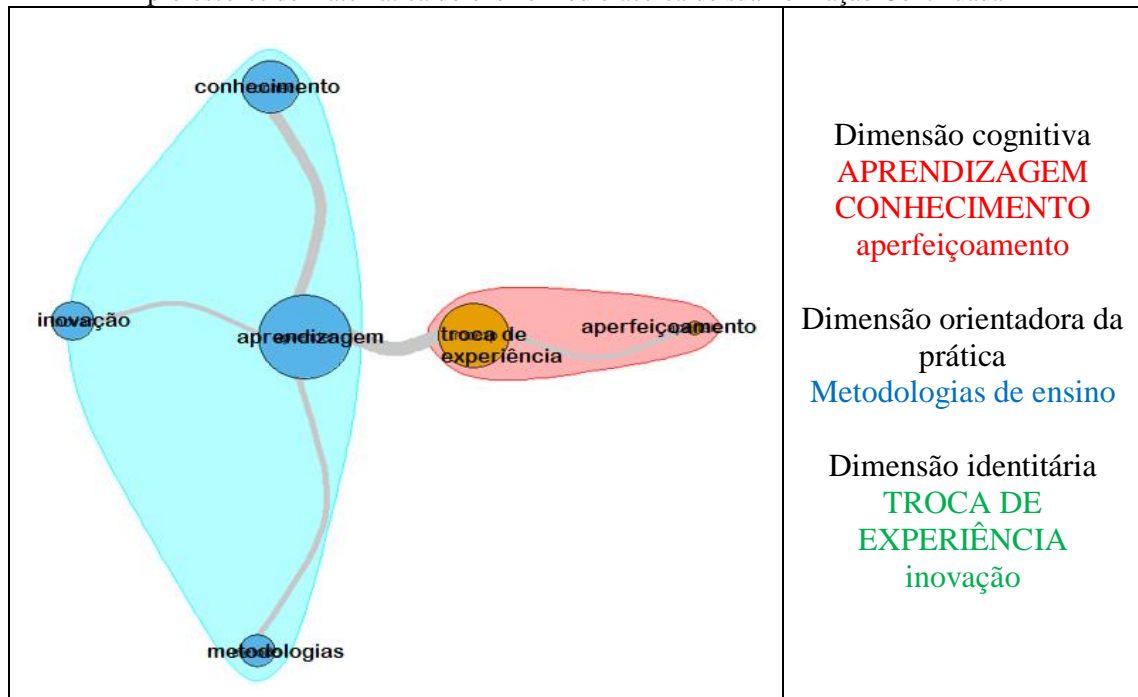 conhecimento
inovação
aprendizagem
troca de
experiência
aperfeiçoamento
metodologias
Dimensão cognitiva
APRENDIZAGEM
CONHECIMENTO
aperfeiçoamento
Dimensão orientadora da
prática
Metodologias de ensino
Dimensão identitária
TROCA DE
EXPERIÊNCIA
inovação